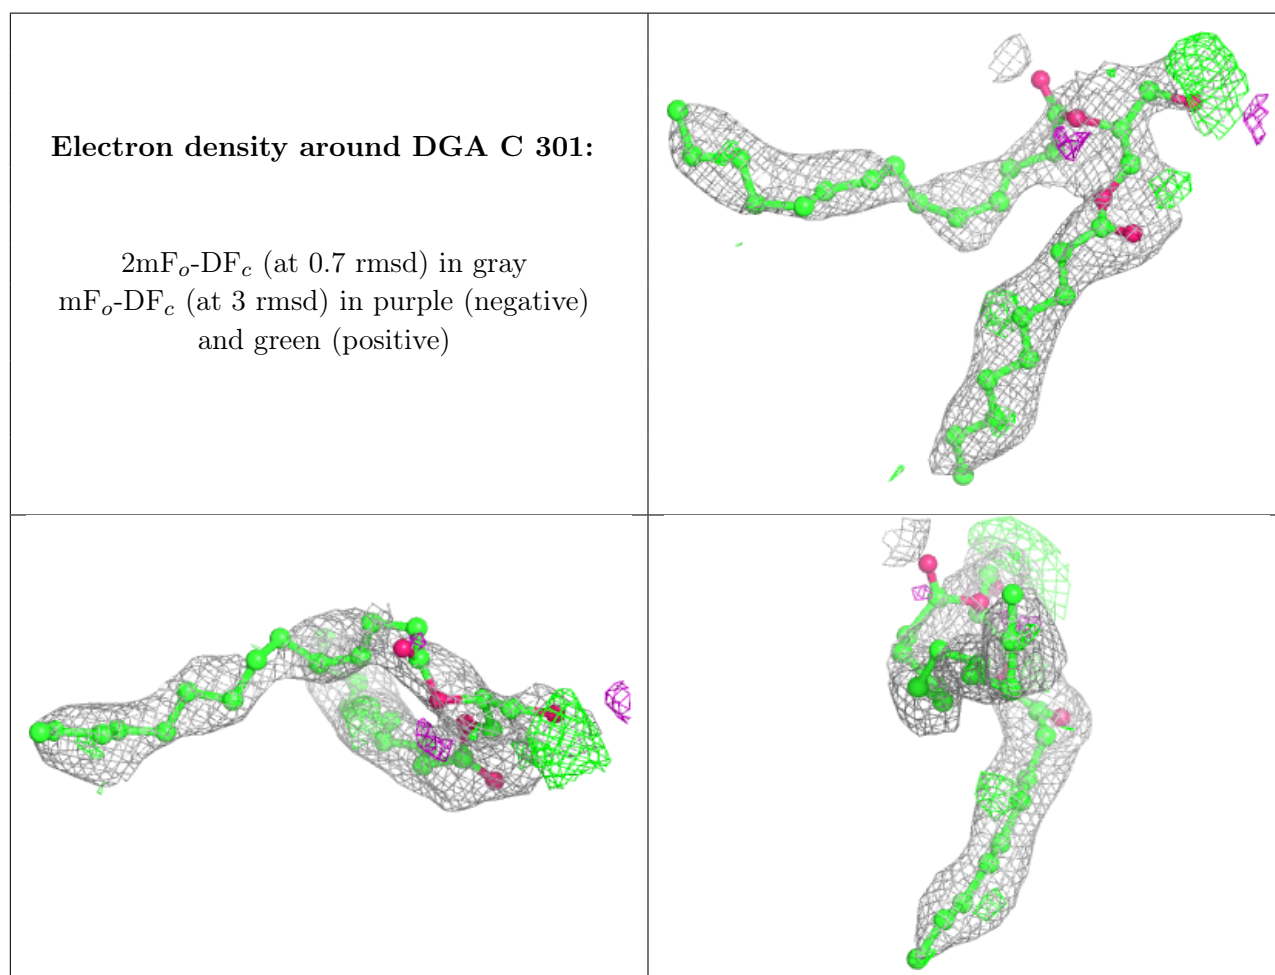 Electron density around DGA C 301:
2mFo-DFc (at 0.7 rmsd) in gray
mFo-DFc (at 3 rmsd) in purple (negative)
and green (positive)